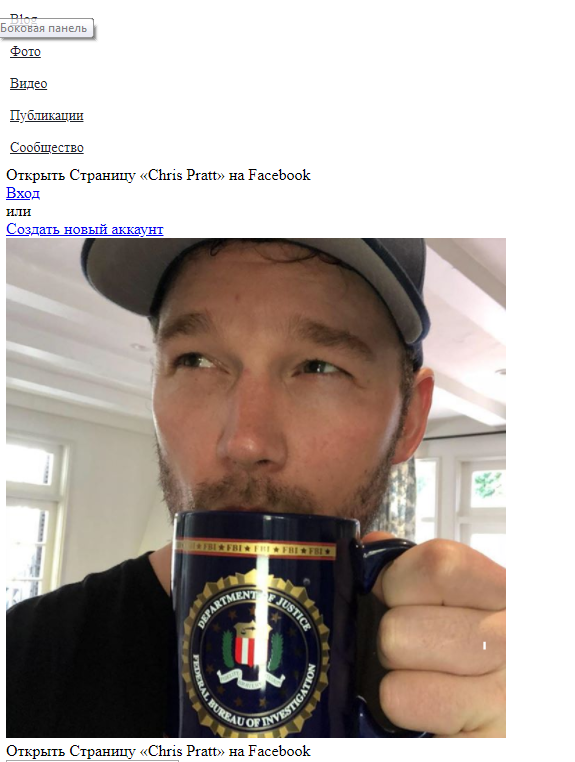 Blog
Боковая панель
Фото
Видео
Публикации
Сообщество
Открыть Страницу «Chris Pratt» на Facebook
Вход
или
Создать новый аккаунт
FBI ★ FBI ★ FBI ★ FBI ★ FBI ★
DEPARTMENT OF JUSTICE
FEDERAL BUREAU OF INVESTIGATION
Открыть Страницу «Chris Pratt» на Facebook